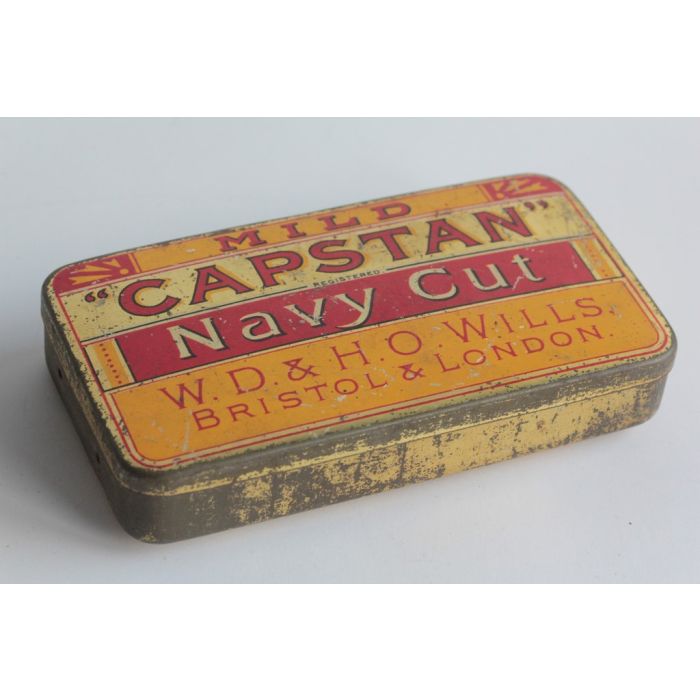 MILD
"CAPSTAN"
REGISTERED.
Navy Cut
W.D. & H.O. WILLS.
BRISTOL & LONDON.